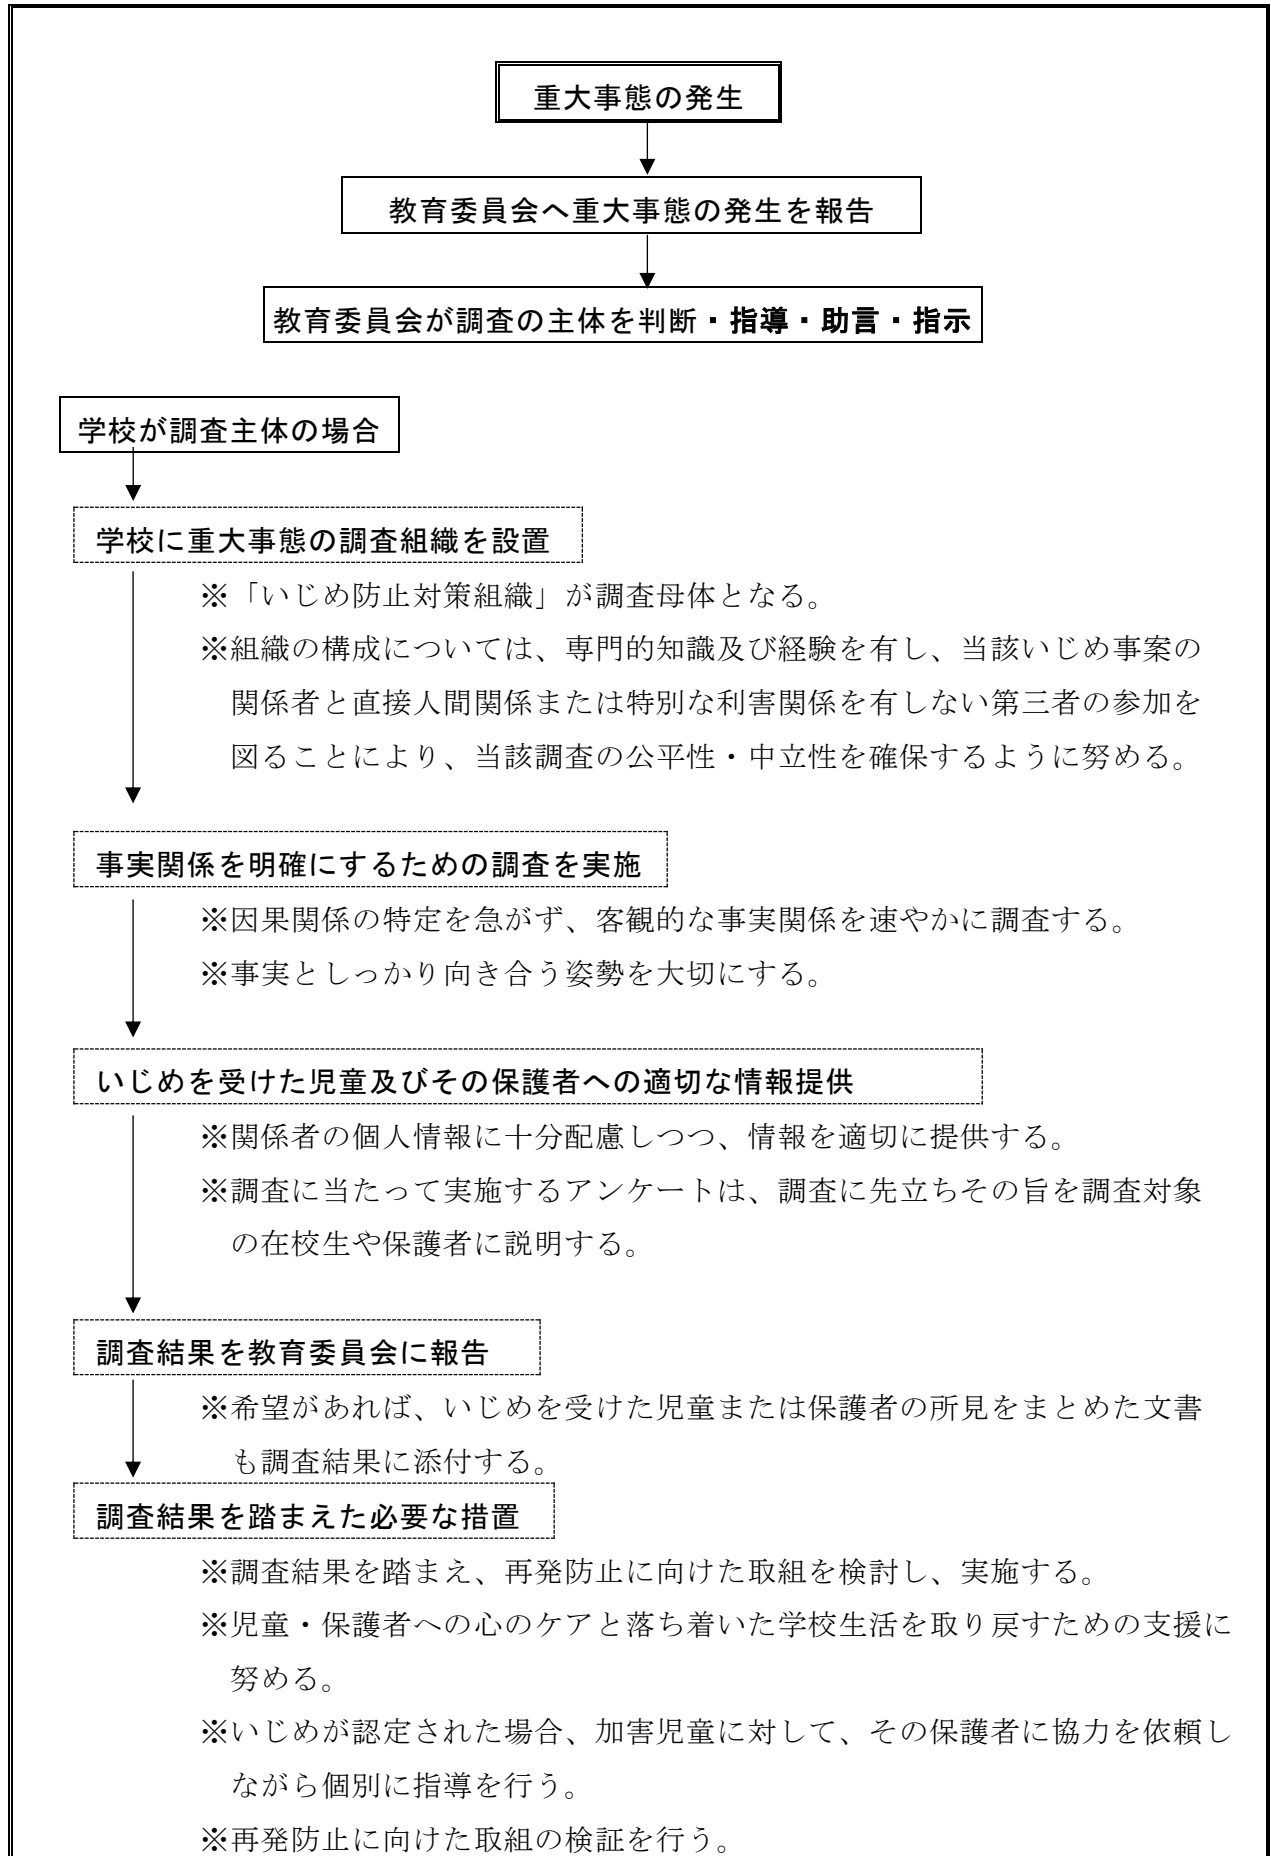 重大事態の発生
教育委員会へ重大事態の発生を報告
教育委員会が調査の主体を判断・指導・助言・指示
学校が調査主体の場合
学校に重大事態の調査組織を設置
※「いじめ防止対策組織」が調査母体となる。
※組織の構成については、専門的知識及び経験を有し、当該いじめ事案の
関係者と直接人間関係または特別な利害関係を有しない第三者の参加を
図ることにより、当該調査の公平性・中立性を確保するように努める。
事実関係を明確にするための調査を実施
※因果関係の特定を急がず、客観的な事実関係を速やかに調査する。
※事実としっかり向き合う姿勢を大切にする。
いじめを受けた児童及びその保護者への適切な情報提供
※関係者の個人情報に十分配慮しつつ、情報を適切に提供する。
※調査に当たって実施するアンケートは、調査に先立ちその旨を調査対象
の在校生や保護者に説明する。
調査結果を教育委員会に報告
※希望があれば、いじめを受けた児童または保護者の所見をまとめた文書
も調査結果に添付する。
調査結果を踏まえた必要な措置
※調査結果を踏まえ、再発防止に向けた取組を検討し、実施する。
※児童・保護者への心のケアと落ち着いた学校生活を取り戻すための支援に
努める。
※いじめが認定された場合、加害児童に対して、その保護者に協力を依頼し
ながら個別に指導を行う。
※再発防止に向けた取組の検証を行う。